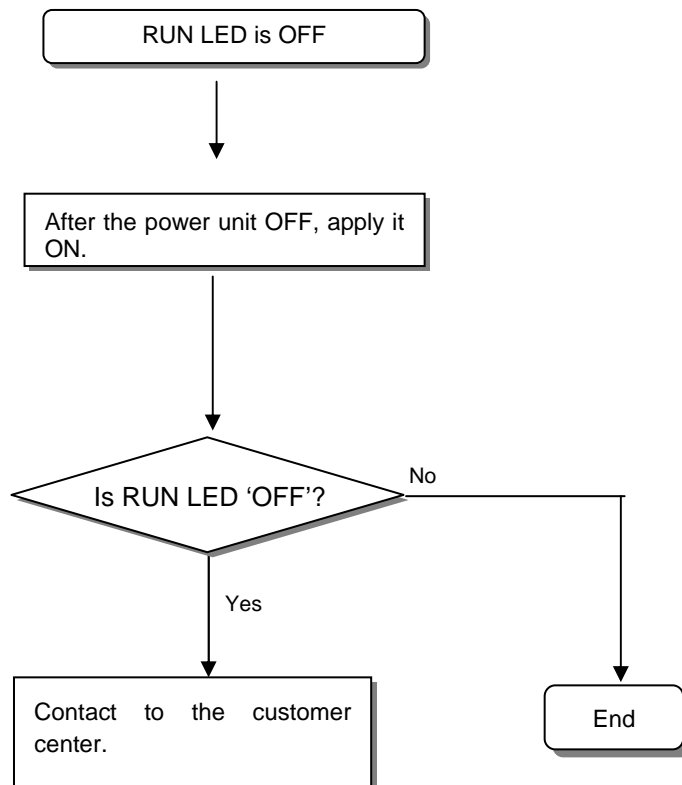 RUN LED is OFF
After the power unit OFF, apply it
ON.
Is RUN LED ‘OFF’?
No
Yes
Contact to the customer
center.
End